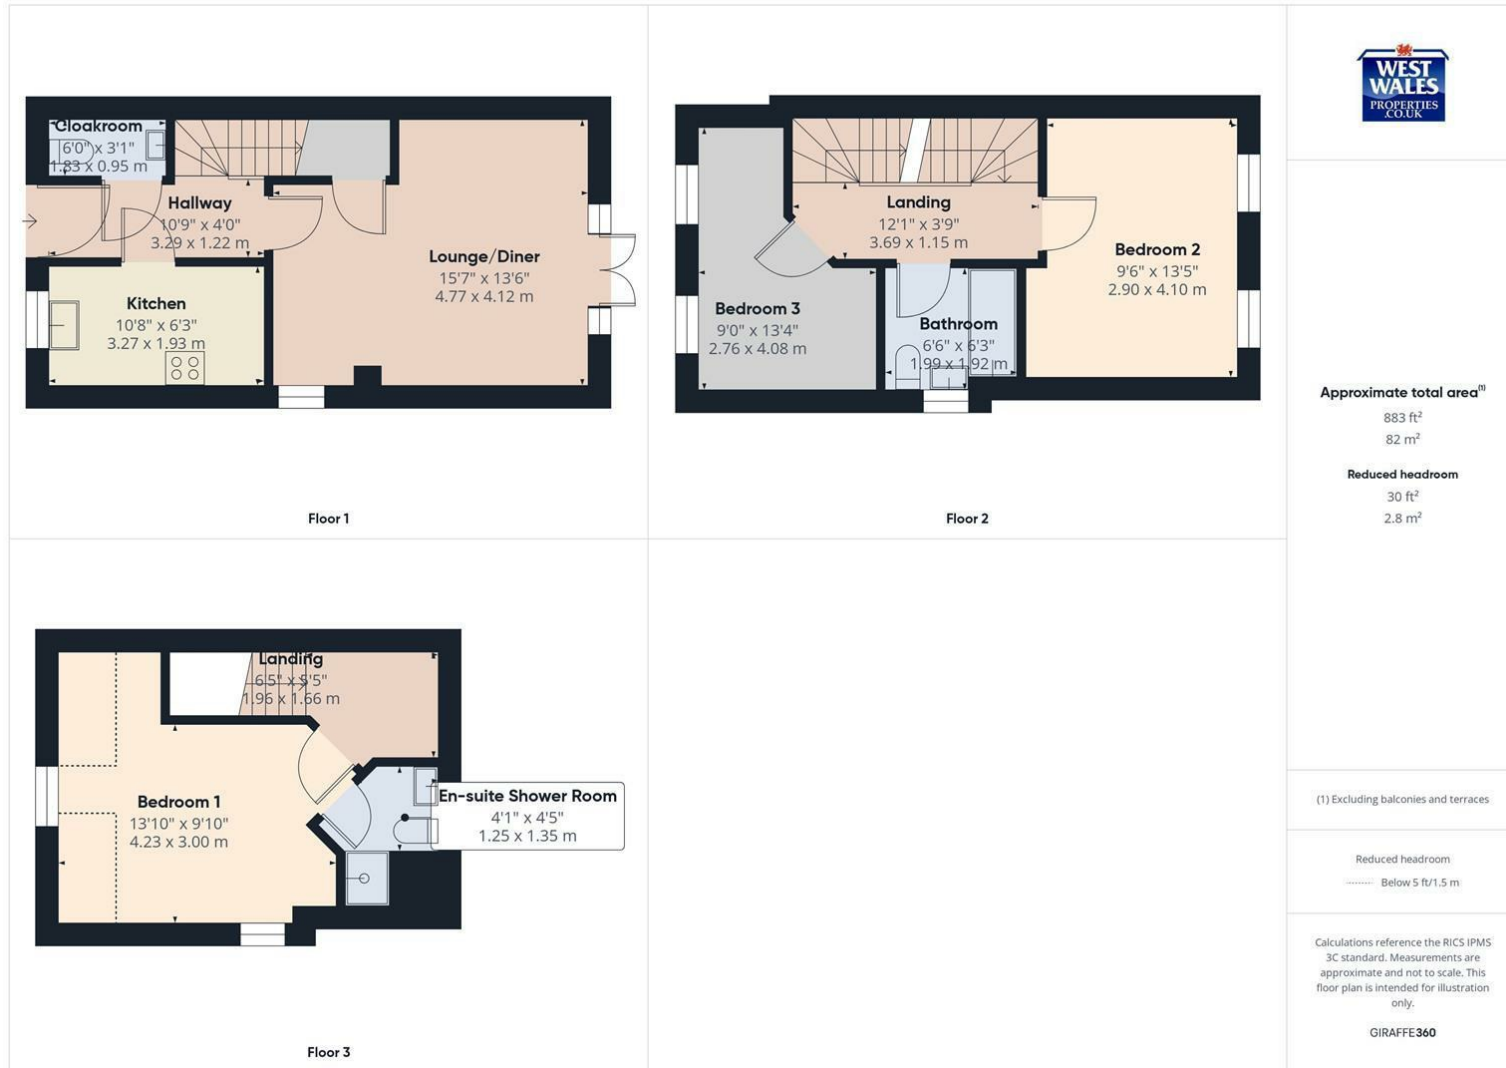 Cloakroom
6'0" x 3'1"
1.83 x 0.95 m
Hallway
10'9" x 4'0"
3.29 x 1.22 m
Lounge/Diner
15'7" x 13'6"
4.77 x 4.12 m
Kitchen
10'8" x 6'3"
3.27 x 1.93 m
Floor 1
Landing
12'1" x 3'9"
3.69 x 1.15 m
Bedroom 2
9'6" x 13'5"
2.90 x 4.10 m
Bedroom 3
9'0" x 13'4"
2.76 x 4.08 m
Bathroom
6'6" x 6'3"
1.99 x 1.92 m
Floor 2
Landing
6'5" x 5'5"
1.96 x 1.66 m
Bedroom 1
13'10" x 9'10"
4.23 x 3.00 m
En-suite Shower Room
4'1" x 4'5"
1.25 x 1.35 m
Floor 3
WEST
WALES
PROPERTIES
.CO.UK
Approximate total area(1)
883 ft²
82 m²
Reduced headroom
30 ft²
2.8 m²
(1) Excluding balconies and terraces
Reduced headroom
Below 5 ft/1.5 m
Calculations reference the RICS IPMS
3C standard. Measurements are
approximate and not to scale. This
floor plan is intended for illustration
only.
GIRAFFE360